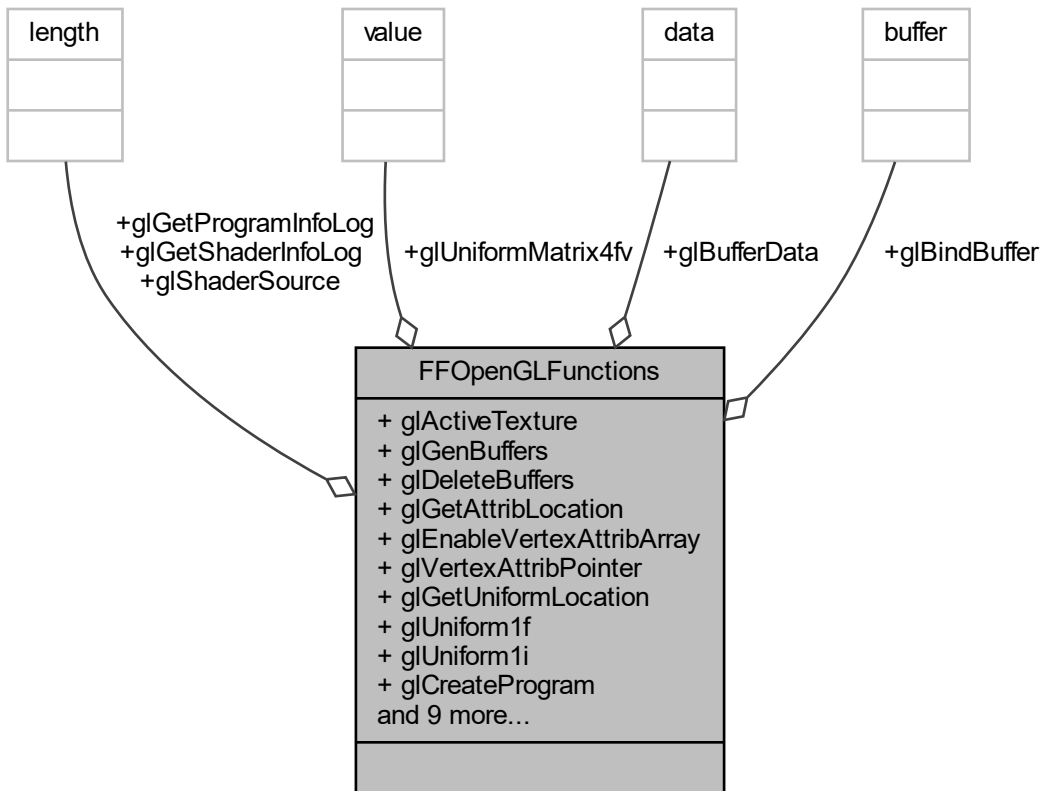 length
value
data
buffer
+glGetProgramInfoLog
+glGetShaderInfoLog
+glShaderSource
+glUniformMatrix4fv
+glBufferData
+glBindBuffer
FFOpenGLFunctions
+ glActiveTexture
+ glGenBuffers
+ glDeleteBuffers
+ glGetAttribLocation
+ glEnableVertexAttribArray
+ glVertexAttribPointer
+ glGetUniformLocation
+ glUniform1f
+ glUniform1i
+ glCreateProgram
and 9 more...